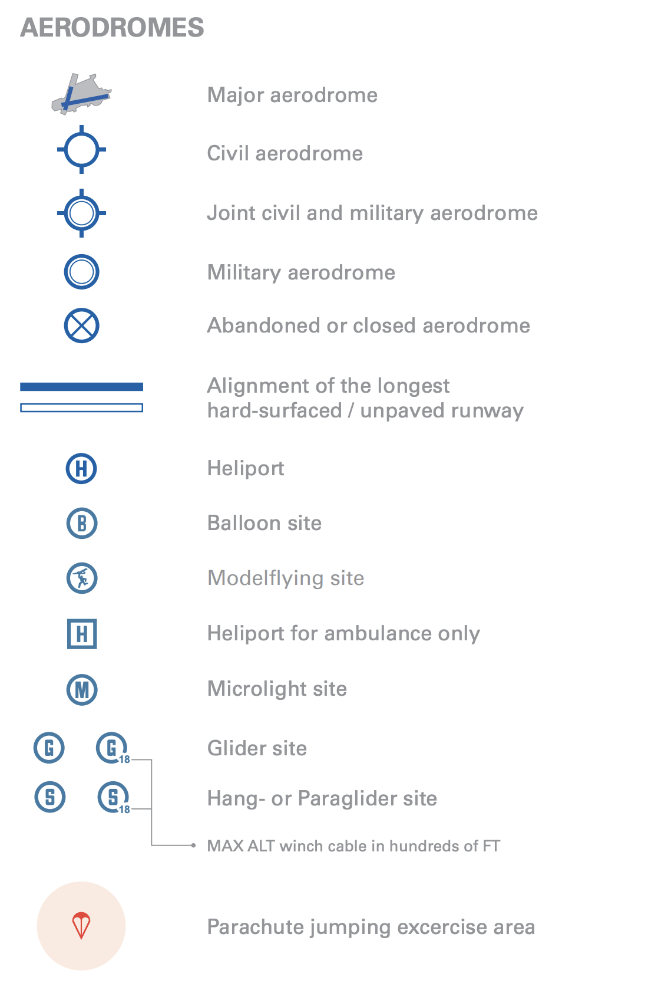 AERODROMES
Major aerodrome
Civil aerodrome
Joint civil and military aerodrome
Military aerodrome
Abandoned or closed aerodrome
Alignment of the longest
hard-surfaced / unpaved runway
H Heliport
B Balloon site
Modelflying site
H Heliport for ambulance only
M Microlight site
G G 18 Glider site
S S 18 Hang- or Paraglider site
MAX ALT winch cable in hundreds of FT
Parachute jumping excercise area